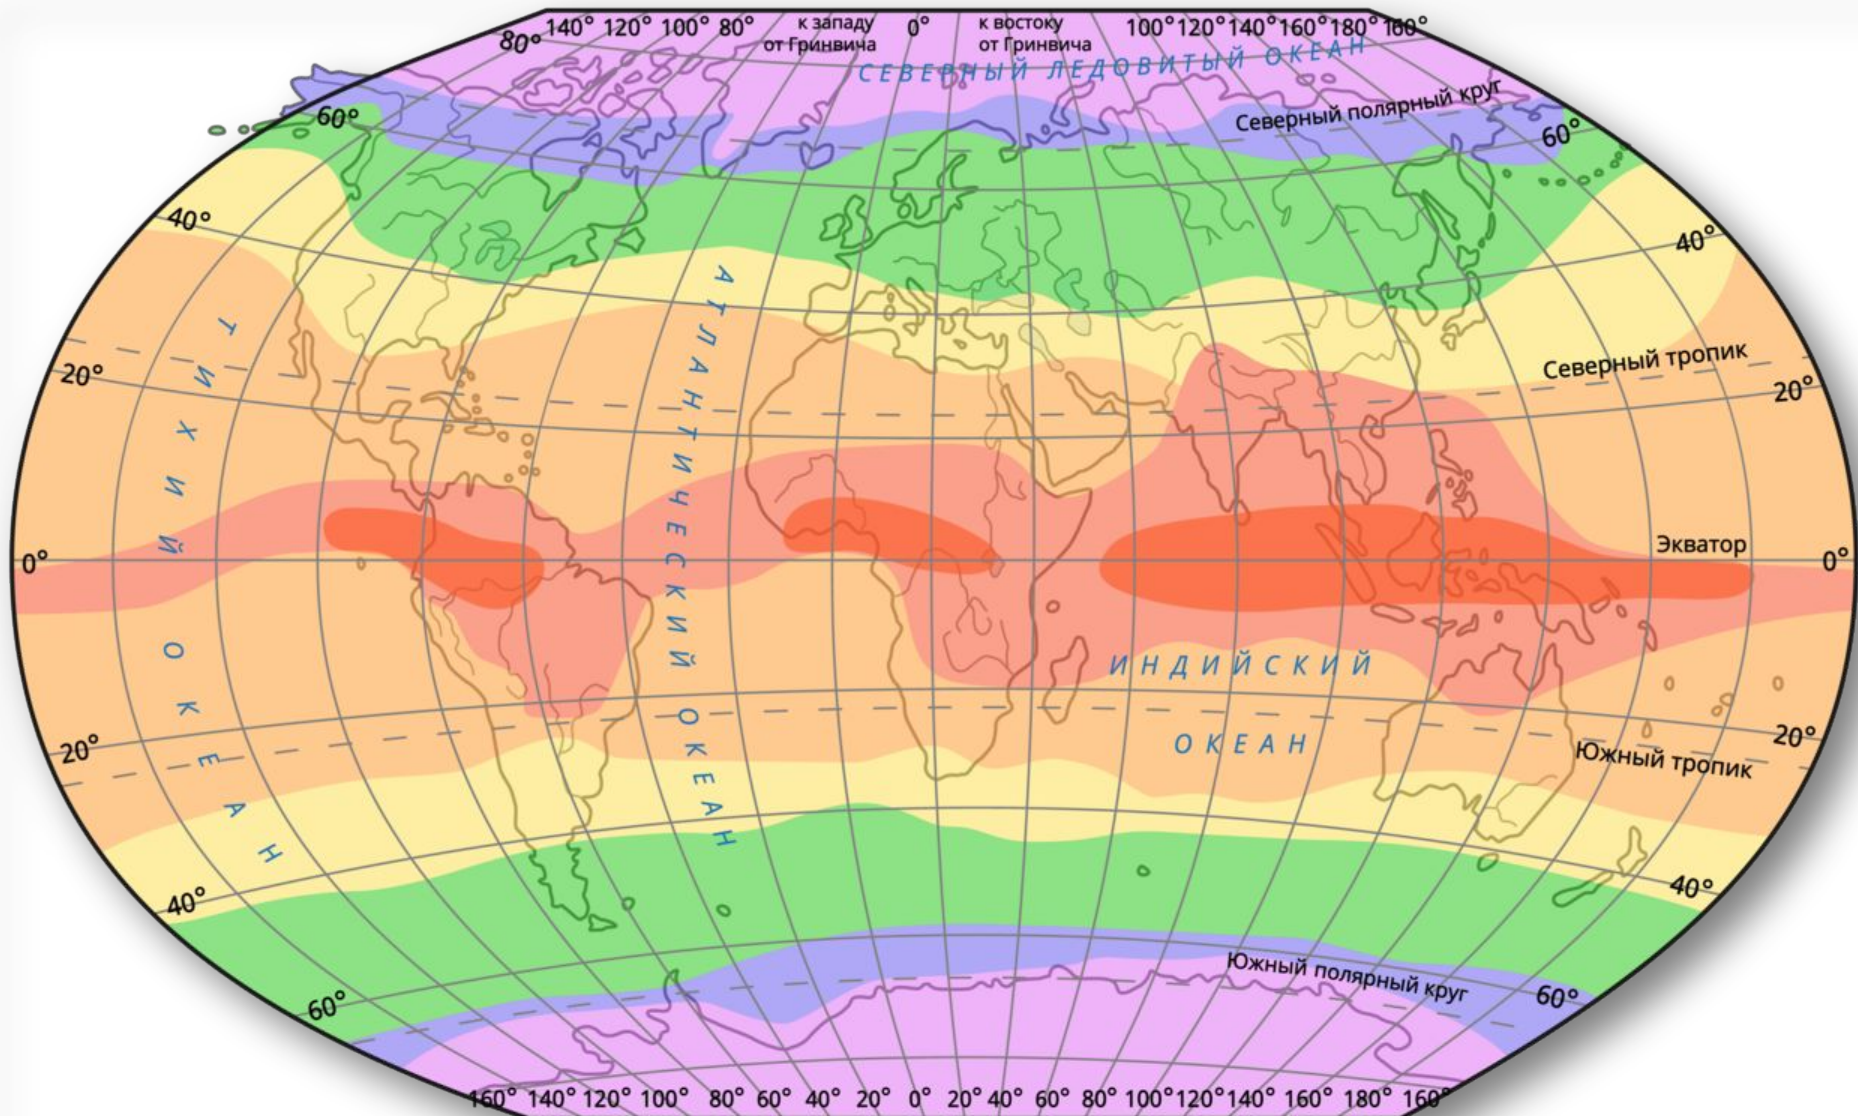 140° 120° 100° 80° к западу 0° к востоку 100° 120° 140° 160° 180° 160°
от Гринвича от Гринвича
80°
СЕВЕРНЫЙ ЛЕДОВИТЫЙ ОКЕАН
Северный полярный круг
60° 60°
40° 40°
ТИХИЙ ОКЕАН
АТЛАНТИЧЕСКИЙ ОКЕАН
Северный тропик
20° 20°
Экватор
0° 0°
ИНДИЙСКИЙ
ОКЕАН
20° 20°
Южный тропик
40° 40°
Южный полярный круг
60° 60°
160° 140° 120° 100° 80° 60° 40° 20° 0° 20° 40° 60° 80° 100° 120° 140° 160° 180° 160°